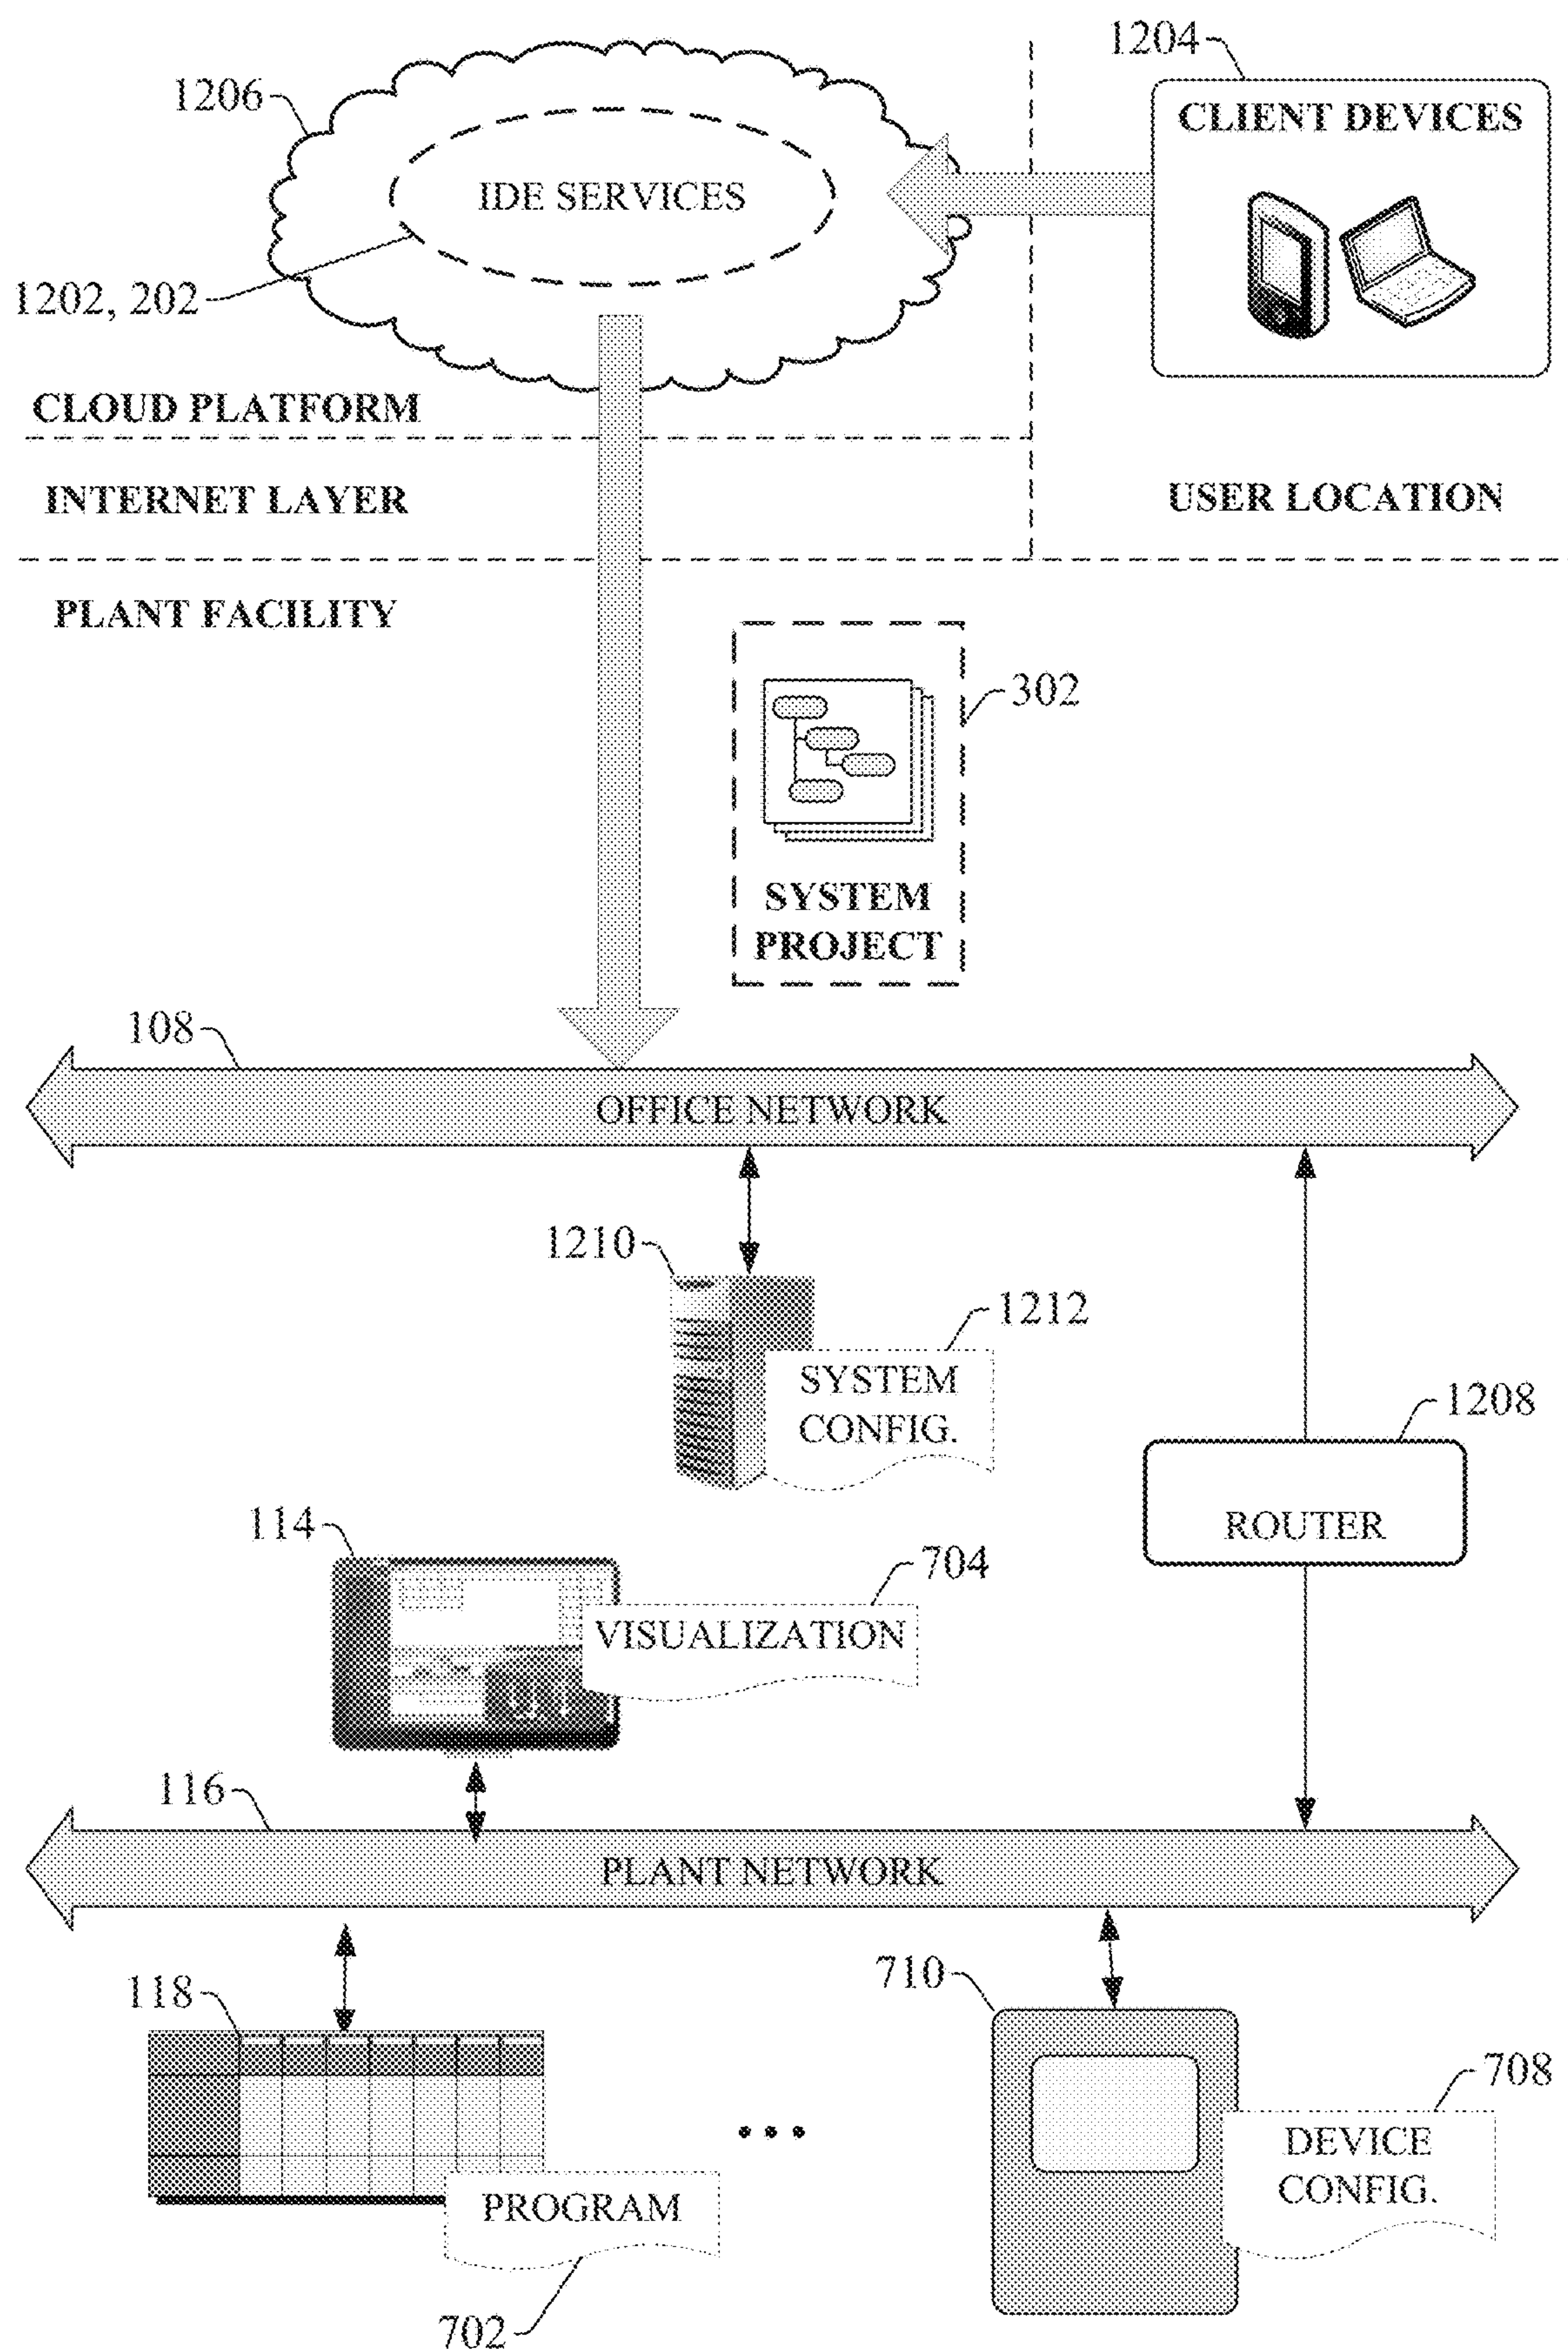 1204
1206
CLIENT DEVICES
IDE SERVICES
1202, 202
CLOUD PLATFORM
INTERNET LAYER
USER LOCATION
PLANT FACILITY
302
SYSTEM
PROJECT
108
OFFICE NETWORK
1210
1212
SYSTEM
CONFIG.
1208
ROUTER
114
704
VISUALIZATION
116
PLANT NETWORK
118
710
708
DEVICE
CONFIG.
PROGRAM
702